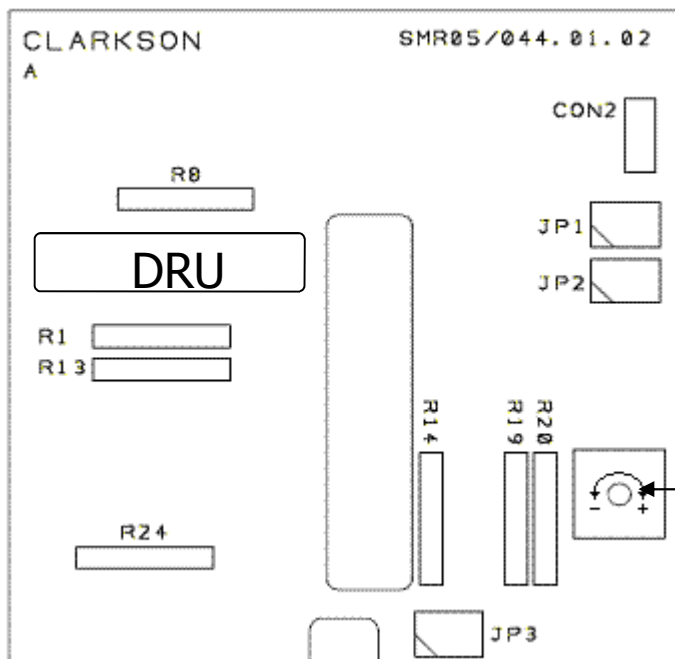 CLARKSON
SMR05/044.01.02
A
CON2
R8
JP1
DRU
JP2
R1
R13
R14
R19
R20
- +
R24
JP3